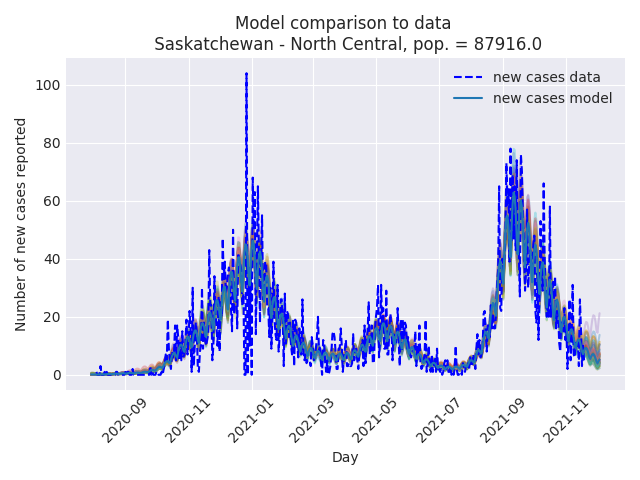 Model comparison to data
Saskatchewan - North Central, pop. = 87916.0
new cases data
new cases model
Number of new cases reported
100
80
60
40
20
0
2020-09
2020-11
2021-01
2021-03
2021-05
2021-07
2021-09
2021-11
Day